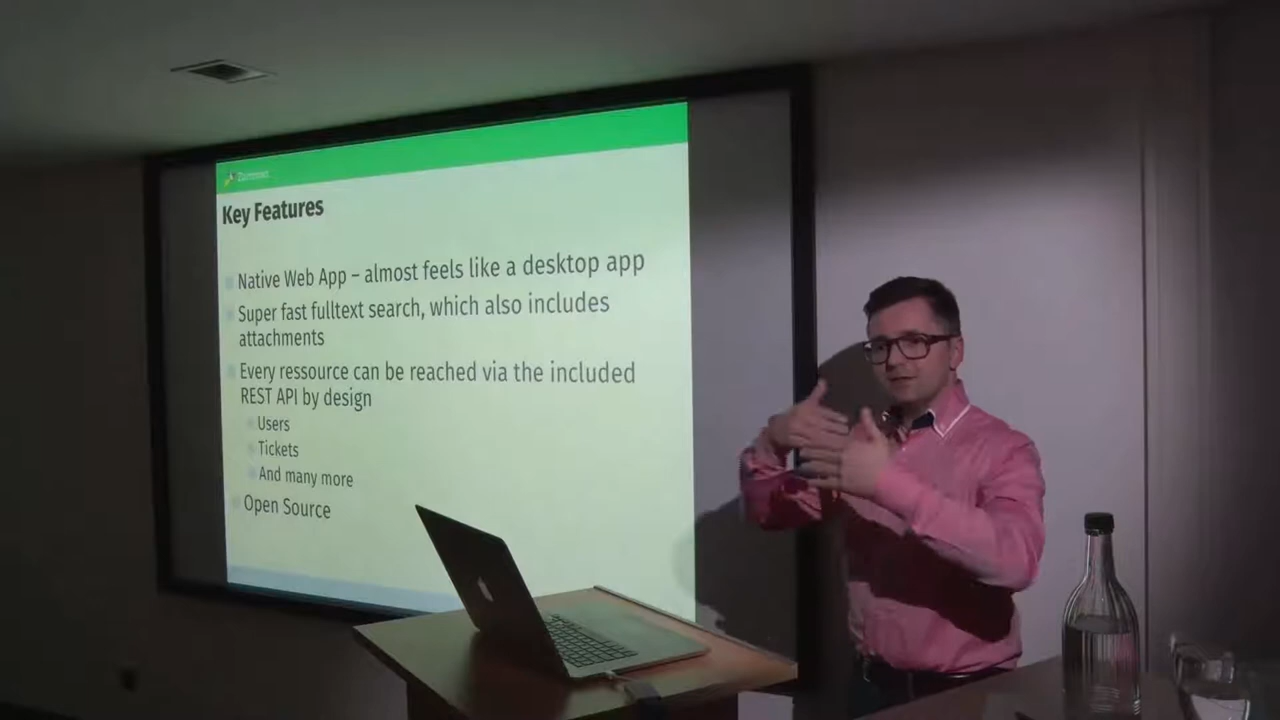 Key Features
Native Web App – almost feels like a desktop app
Super fast fulltext search, which also includes
attachments
Every ressource can be reached via the included
REST API by design
Users
Tickets
And many more
Open Source